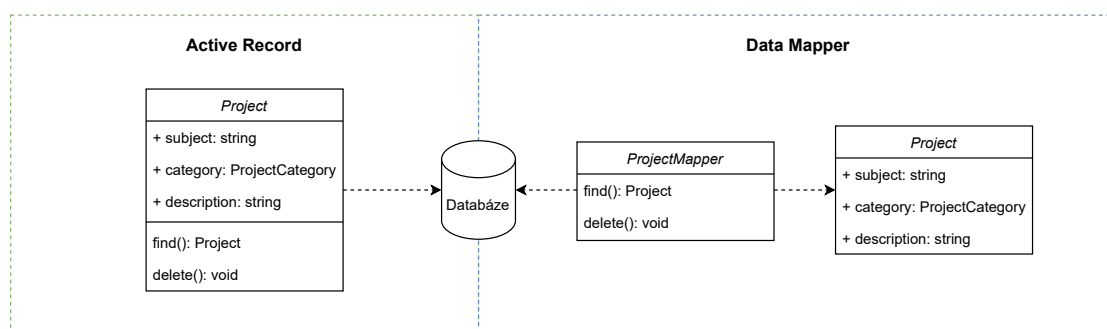 Active Record
Data Mapper
Project
+ subject: string
+ category: ProjectCategory
+ description: string
find(): Project
delete(): void
Databáze
ProjectMapper
find(): Project
delete(): void
Project
+ subject: string
+ category: ProjectCategory
+ description: string